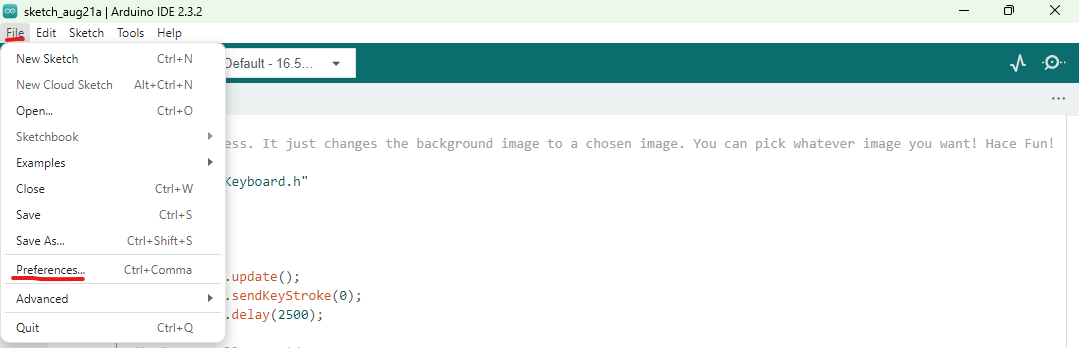 sketch_aug21a | Arduino IDE 2.3.2
File Edit Sketch Tools Help
New Sketch Ctrl+N
New Cloud Sketch Alt+Ctrl+N
Open... Ctrl+O
Sketchbook
Examples
Close Ctrl+W
Save Ctrl+S
Save As... Ctrl+Shift+S
Preferences... Ctrl+Comma
Advanced
Quit Ctrl+Q
Default - 16.5...
ess. It just changes the background image to a chosen image. You can pick whatever image you want! Hace Fun!
Keyboard.h"
.update();
.sendKeyStroke(0);
.delay(2500);